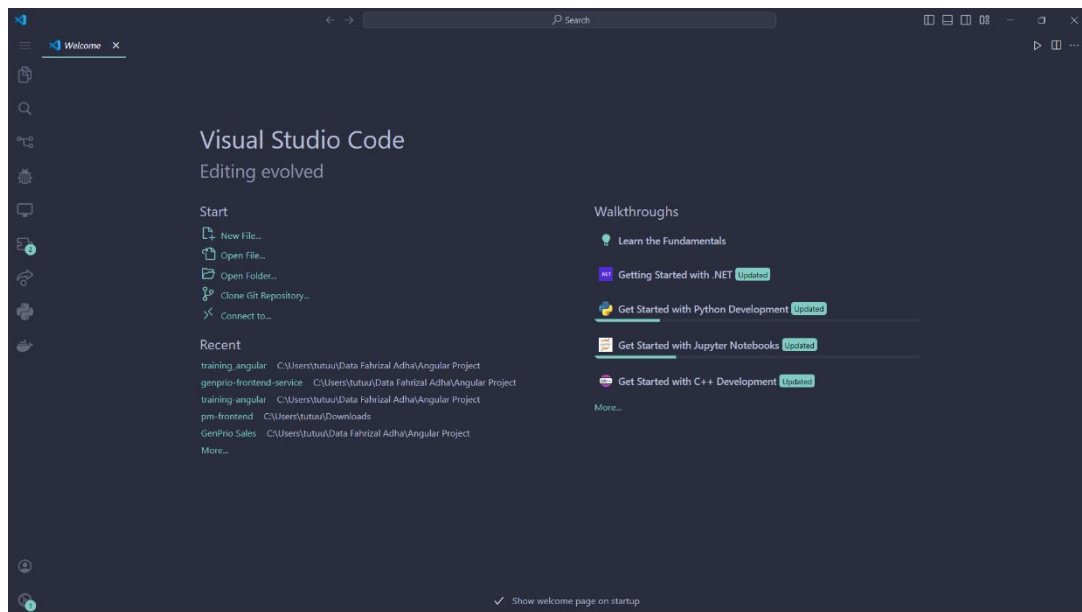 Search
Welcome
Visual Studio Code
Editing evolved
Start
New File...
Open File...
Open Folder...
Clone Git Repository...
Connect to...
Recent
training_angular C:\Users\tutuu\Data Fahrizal Adha\Angular Project
genprio-frontend-service C:\Users\tutuu\Data Fahrizal Adha\Angular Project
training-angular C:\Users\tutuu\Data Fahrizal Adha\Angular Project
pm-frontend C:\Users\tutuu\Downloads
GenPrio Sales C:\Users\tutuu\Data Fahrizal Adha\Angular Project
More...
Walkthroughs
Learn the Fundamentals
Getting Started with .NET Updated
Get Started with Python Development Updated
Get Started with Jupyter Notebooks Updated
Get Started with C++ Development Updated
More...
2
1
Show welcome page on startup